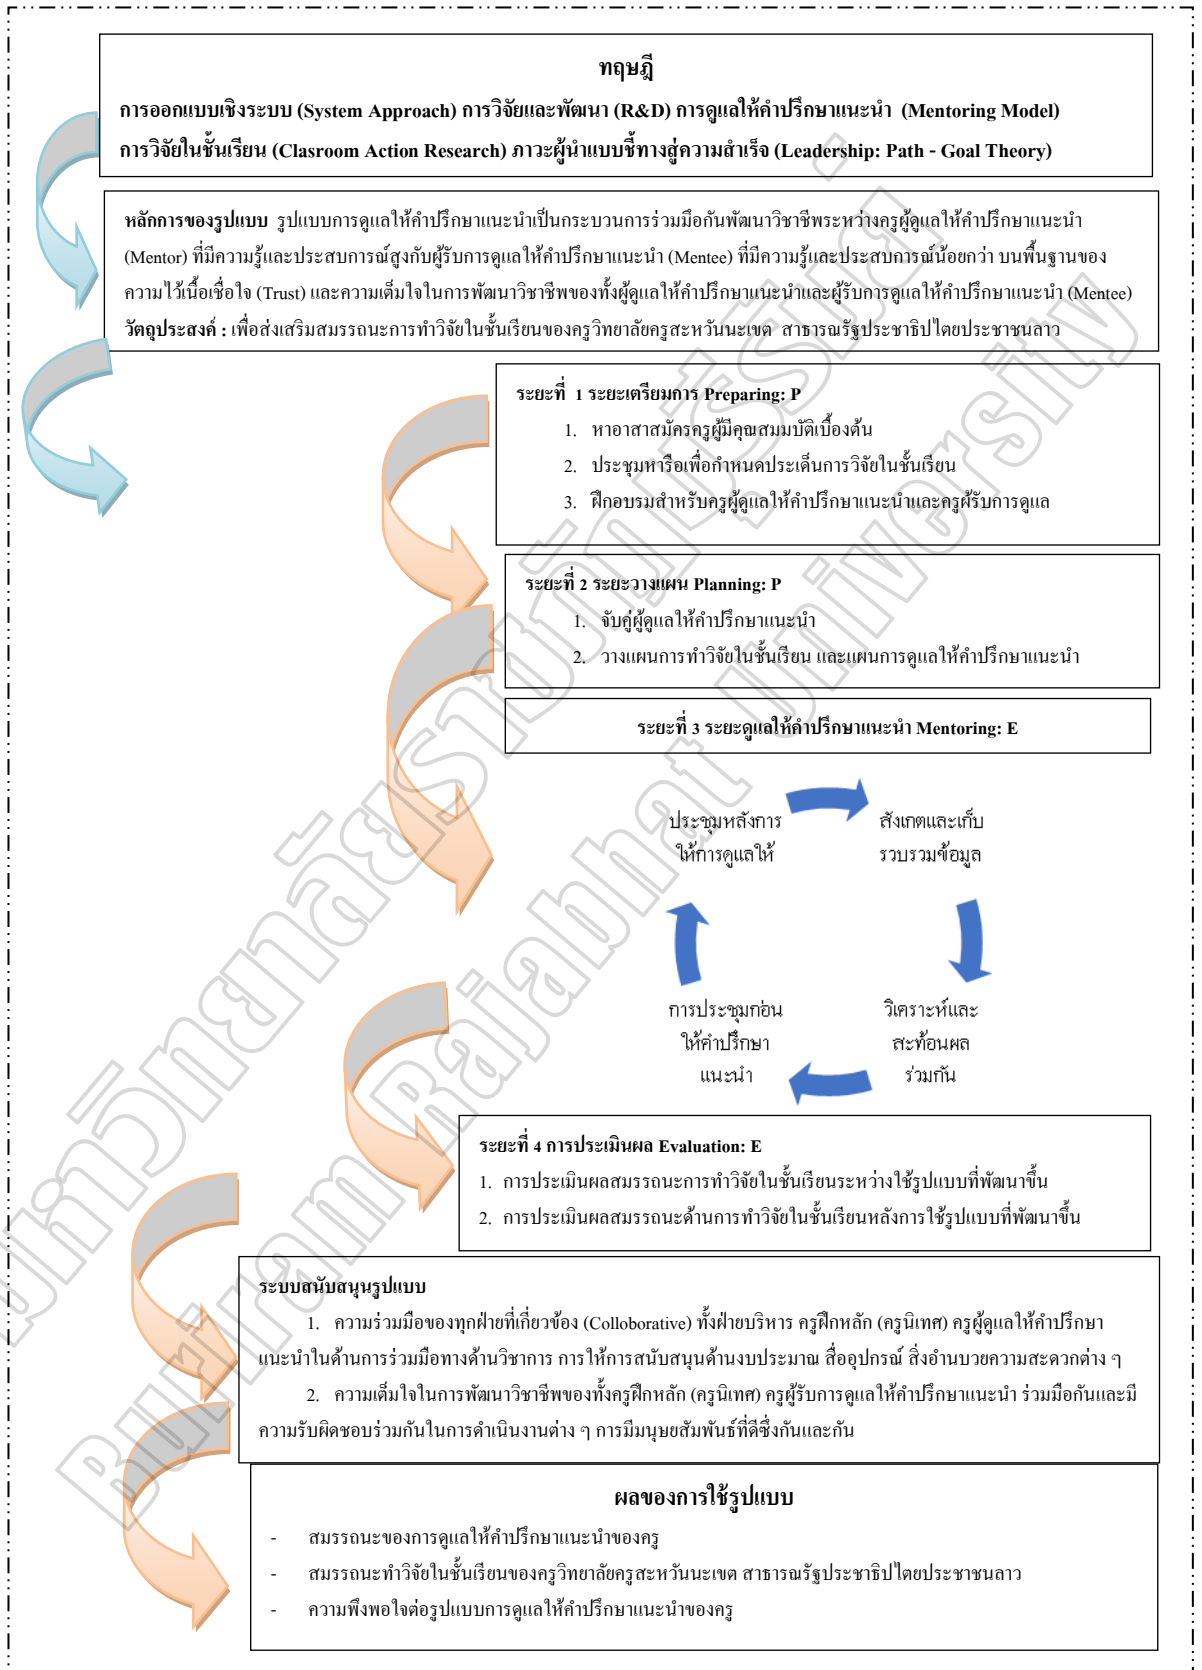 ทฤษฎี
การออกแบบเชิงระบบ (System Approach) การวิจัยและพัฒนา (R&D) การดูแลให้คำปรึกษาแนะนำ (Mentoring Model)
การวิจัยในชั้นเรียน (Clasroom Action Research) ภาวะผู้นำแบบชี้ทางสู่ความสำเร็จ (Leadership: Path - Goal Theory)
หลักการของรูปแบบ รูปแบบการดูแลให้คำปรึกษาแนะนำเป็นกระบวนการร่วมมือกันพัฒนาวิชาชีพระหว่างครูผู้ดูแลให้คำปรึกษาแนะนำ
(Mentor) ที่มีความรู้และประสบการณ์สูงกับผู้รับการดูแลให้คำปรึกษาแนะนำ (Mentee) ที่มีความรู้และประสบการณ์น้อยกว่า บนพื้นฐานของ
ความไว้เนื้อเชื่อใจ (Trust) และความเต็มใจในการพัฒนาวิชาชีพของทั้งผู้ดูแลให้คำปรึกษาแนะนำและผู้รับการดูแลให้คำปรึกษาแนะนำ (Mentee)
วัตถุประสงค์ : เพื่อส่งเสริมสมรรถนะการทำวิจัยในชั้นเรียนของครูวิทยาลัยครูสะหวันนะเขต สาธารณรัฐประชาธิปไตยประชาชนลาว
ระยะที่ 1 ระยะเตรียมการ Preparing: P
1. หาอาสาสมัครครูผู้มีคุณสมมบัติเบื้องต้น
2. ประชุมหารือเพื่อกำหนดประเด็นการวิจัยในชั้นเรียน
3. ฝึกอบรมสำหรับครูผู้ดูแลให้คำปรึกษาแนะนำและครูผู้รับการดูแล
ระยะที่ 2 ระยะวางแผน Planning: P
1. จับคู่ผู้ดูแลให้คำปรึกษาแนะนำ
2. วางแผนการทำวิจัยในชั้นเรียน และแผนการดูแลให้คำปรึกษาแนะนำ
ระยะที่ 3 ระยะดูแลให้คำปรึกษาแนะนำ Mentoring: E
ประชุมหลังการ
ให้การดูแลให้
สังเกตและเก็บ
รวบรวมข้อมูล
การประชุมก่อน
ให้คำปรึกษา
แนะนำ
วิเคราะห์และ
สะท้อนผล
ร่วมกัน
ระยะที่ 4 การประเมินผล Evaluation: E
1. การประเมินผลสมรรถนะการทำวิจัยในชั้นเรียนระหว่างใช้รูปแบบที่พัฒนาขึ้น
2. การประเมินผลสมรรถนะด้านการทำวิจัยในชั้นเรียนหลังการใช้รูปแบบที่พัฒนาขึ้น
ระบบสนับสนุนรูปแบบ
1. ความร่วมมือของทุกฝ่ายที่เกี่ยวข้อง (Colloborative) ทั้งฝ่ายบริหาร ครูฝึกหลัก (ครูนิเทศ) ครูผู้ดูแลให้คำปรึกษา
แนะนำในด้านการร่วมมือทางด้านวิชาการ การให้การสนับสนุนด้านงบประมาณ สื่ออุปกรณ์ สิ่งอำนบวยความสะดวกต่าง ๆ
2. ความเต็มใจในการพัฒนาวิชาชีพของทั้งครูฝึกหลัก (ครูนิเทศ) ครูผู้รับการดูแลให้คำปรึกษาแนะนำ ร่วมมือกันและมี
ความรับผิดชอบร่วมกันในการดำเนินงานต่าง ๆ การมีมนุษยสัมพันธ์ที่ดีซึ่งกันและกัน
ผลของการใช้รูปแบบ
- สมรรถนะของการดูแลให้คำปรึกษาแนะนำของครู
- สมรรถนะทำวิจัยในชั้นเรียนของครูวิทยาลัยครูสะหวันนะเขต สาธารณรัฐประชาธิปไตยประชาชนลาว
- ความพึงพอใจต่อรูปแบบการดูแลให้คำปรึกษาแนะนำของครู
มหาวิทยาลัยราชภัฏบุรีรัมย์
Buriram Rajabhat University